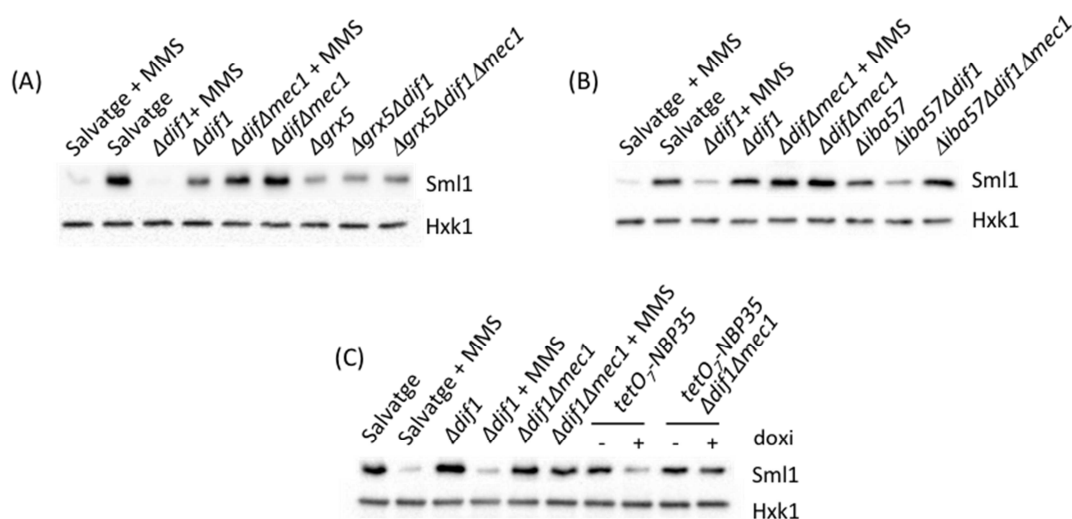 (A)
Salvatge + MMS
Salvatge
Δdif1+ MMS
Δdif1
ΔdifΔmec1 + MMS
ΔdifΔmec1
Δgrx5
Δgrx5Δdif1
Δgrx5Δdif1Δmec1
Sml1
Hxk1
(B)
Salvatge + MMS
Salvatge
Δdif1+ MMS
Δdif1
ΔdifΔmec1 + MMS
ΔdifΔmec1
Δiba57
Δiba57Δdif1
Δiba57Δdif1Δmec1
Sml1
Hxk1
(C)
Salvatge
Salvatge + MMS
Δdif1
Δdif1 + MMS
Δdif1Δmec1
Δdif1Δmec1 + MMS
tetO7-NBP35
tetO7-NBP35
Δdif1Δmec1
- + - + doxi
Sml1
Hxk1